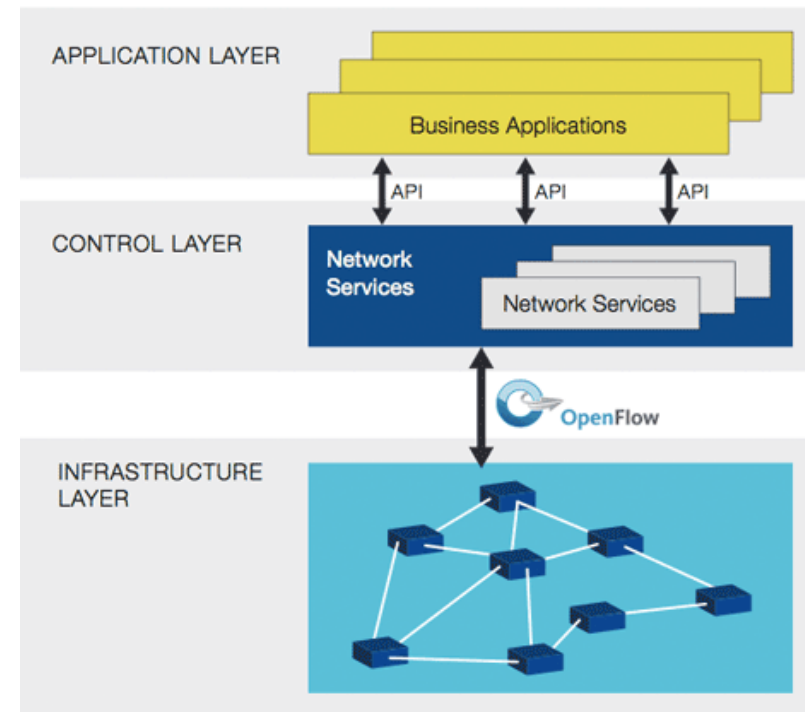 APPLICATION LAYER
Business Applications
API
API
API
CONTROL LAYER
Network
Services
Network Services
OpenFlow
INFRASTRUCTURE
LAYER